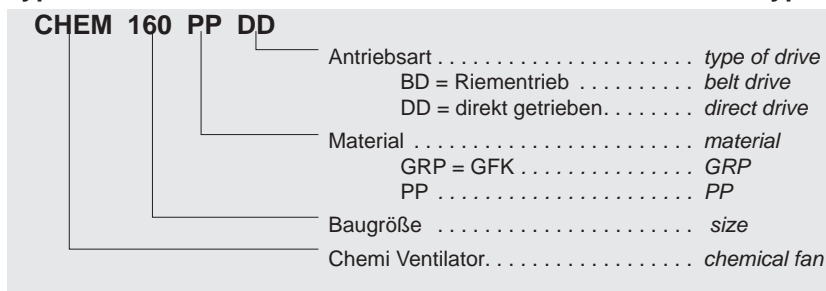 CHEM 160 PP DD
Antriebsart . . . . . . . . . . . . . . . . . . . . . . type of drive
BD = Riementrieb . . . . . . . . . . belt drive
DD = direkt getrieben. . . . . . . . direct drive
Material . . . . . . . . . . . . . . . . . . . . . . . . material
GRP = GFK . . . . . . . . . . . . . . . GRP
PP . . . . . . . . . . . . . . . . . . . . . . PP
Baugröße . . . . . . . . . . . . . . . . . . . . . . size
Chemi Ventilator. . . . . . . . . . . . . . . . . . chemical fan